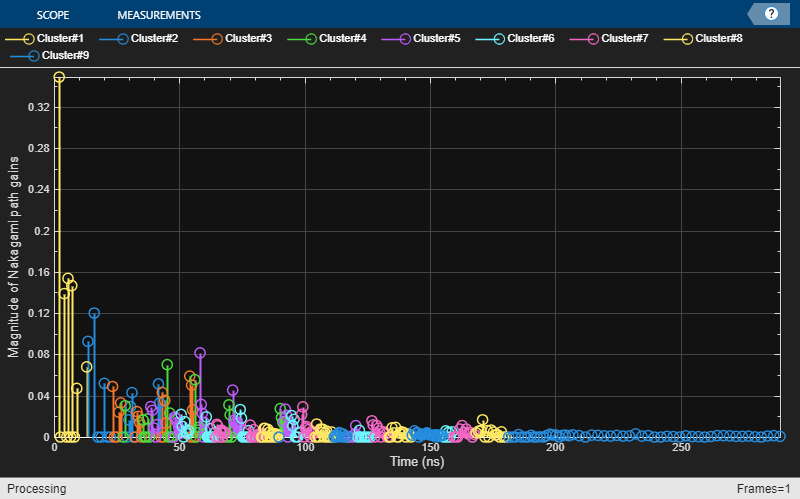 SCOPE MEASUREMENTS ?
Cluster#1 Cluster#2 Cluster#3 Cluster#4 Cluster#5 Cluster#6 Cluster#7 Cluster#8
Cluster#9
Magnitude of Nakagami path gains
0.32
0.28
0.24
0.2
0.16
0.12
0.08
0.04
0
0 50 100 150 200 250
Time (ns)
Processing Frames=1